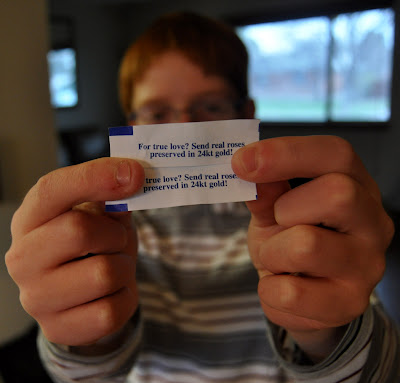 For true love? Send real roses
preserved in 24kt gold!
true love? Send real roses
preserved in 24kt gold!